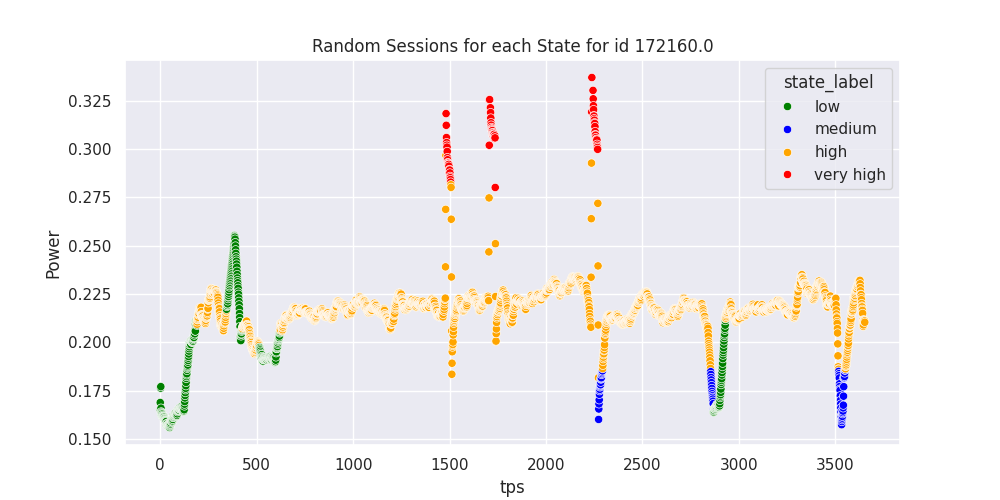 Random Sessions for each State for id 172160.0
state_label
low
medium
high
very high
Power
0.325
0.300
0.275
0.250
0.225
0.200
0.175
0.150
0
500
1000
1500
2000
2500
3000
3500
tps